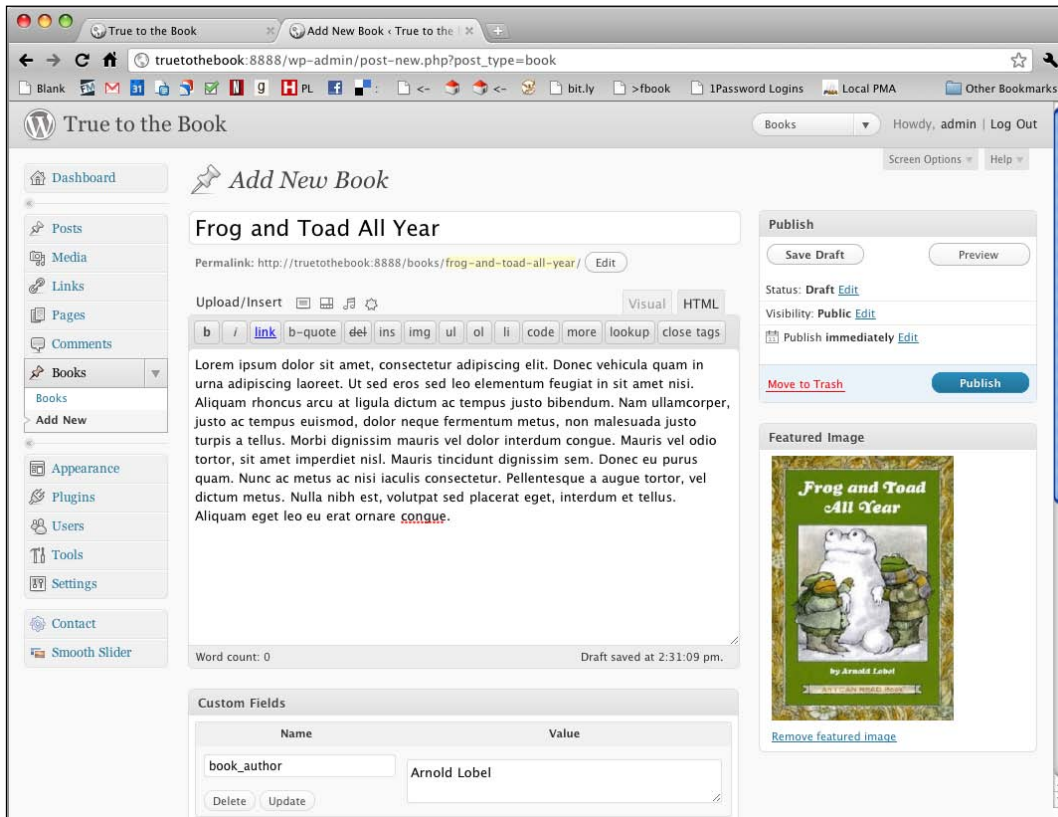 True to the Book
Add New Book ‹ True to the
truetothebook:8888/wp-admin/post-new.php?post_type=book
Blank
31
g
PL
:
<-
<-
bit.ly
>fbook
1Password Logins
Local PMA
Other Bookmarks
True to the Book
Books
Howdy, admin | Log Out
Screen Options
Help
Dashboard
Posts
Media
Links
Pages
Comments
Books
Books
Add New
Appearance
Plugins
Users
Tools
Settings
Contact
Smooth Slider
Add New Book
Frog and Toad All Year
Permalink: http://truetothebook:8888/books/frog-and-toad-all-year/ Edit
Upload/Insert
Visual HTML
b i link b-quote del ins img ul ol li code more lookup close tags
Lorem ipsum dolor sit amet, consectetur adipiscing elit. Donec vehicula quam in
urna adipiscing laoreet. Ut sed eros sed leo elementum feugiat in sit amet nisi.
Aliquam rhoncus arcu at ligula dictum ac tempus justo bibendum. Nam ullamcorper,
justo ac tempus euismod, dolor neque fermentum metus, non malesuada justo
turpis a tellus. Morbi dignissim mauris vel dolor interdum congue. Mauris vel odio
tortor, sit amet imperdiet nisl. Mauris tincidunt dignissim sem. Donec eu purus
quam. Nunc ac metus ac nisi iaculis consectetur. Pellentesque a augue tortor, vel
dictum metus. Nulla nibh est, volutpat sed placerat eget, interdum et tellus.
Aliquam eget leo eu erat ornare congue.
Word count: 0
Draft saved at 2:31:09 pm.
Custom Fields
Name Value
book_author
Arnold Lobel
Delete Update
Publish
Save Draft Preview
Status: Draft Edit
Visibility: Public Edit
Publish immediately Edit
Move to Trash Publish
Featured Image
Frog and Toad
All Year
by Arnold Lobel
An I CAN READ Book
Remove featured image